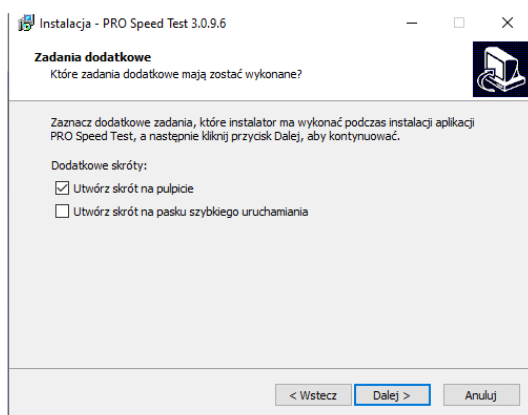 Instalacja - PRO Speed Test 3.0.9.6
Zadania dodatkowe
Które zadania dodatkowe mają zostać wykonane?
Zaznacz dodatkowe zadania, które instalator ma wykonać podczas instalacji aplikacji
PRO Speed Test, a następnie kliknij przycisk Dalej, aby kontynuować.
Dodatkowe skróty:
Utwórz skrót na pulpicie
Utwórz skrót na pasku szybkiego uruchamiania
< Wstecz
Dalej >
Anuluj